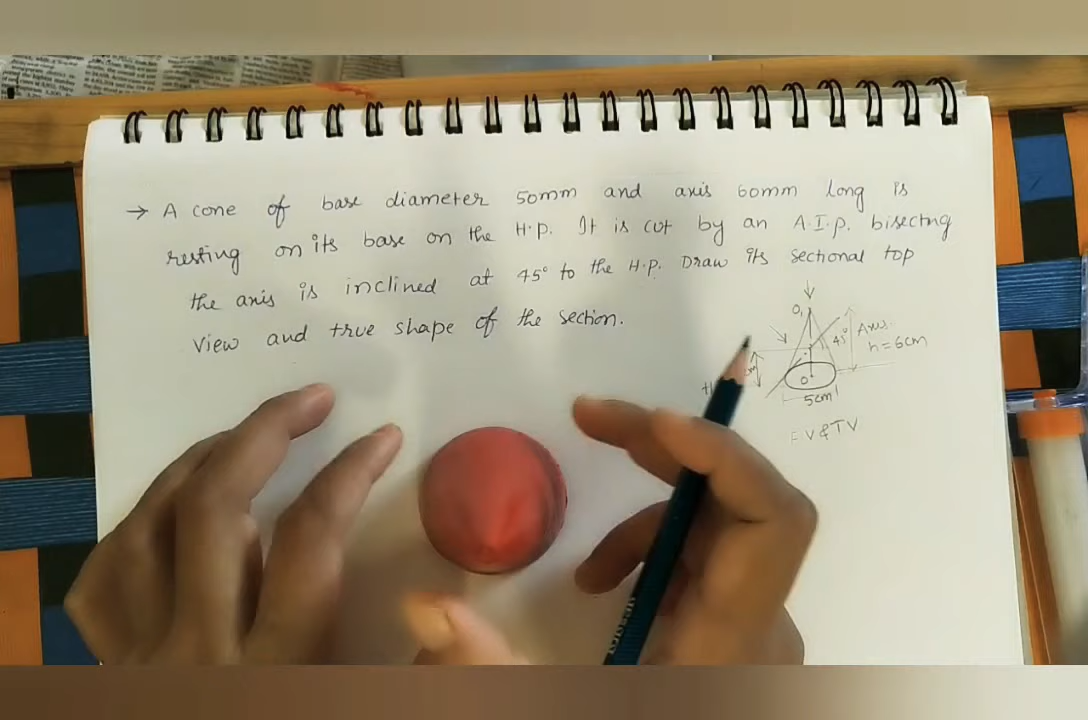 → A cone of base diameter 50mm and axis 60mm long is
resting on its base on the H.P. It is cut by an A.I.P. bisecting
the axis is inclined at 45° to the H.P. Draw its sectional top
view and true shape of the section.
O,
45°
Axis
h=6cm
O
5cm
FV&TV